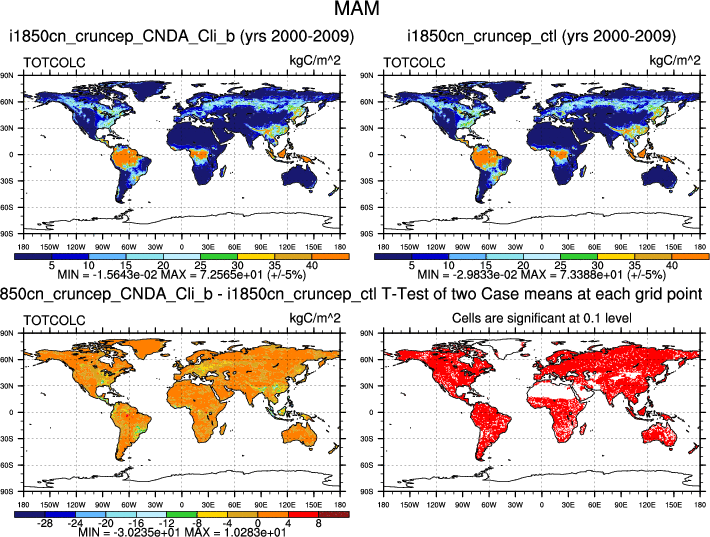 MAM
i1850cn_cruncep_CNDA_Cli_b (yrs 2000-2009)
i1850cn_cruncep_ctl (yrs 2000-2009)
TOTCOLC kgC/m^2
TOTCOLC kgC/m^2
90N
60N
30N
0
30S
60S
90S
180 150W 120W 90W 60W 30W 0 30E 60E 90E 120E 150E 180
5 10 15 20 25 30 35 40
MIN = -1.5643e-02 MAX = 7.2565e+01 (+/-5%)
90N
60N
30N
0
30S
60S
90S
180 150W 120W 90W 60W 30W 0 30E 60E 90E 120E 150E 180
5 10 15 20 25 30 35 40
MIN = -2.9833e-02 MAX = 7.3388e+01 (+/-5%)
850cn_cruncep_CNDA_Cli_b - i1850cn_cruncep_ctl
T-Test of two Case means at each grid point
TOTCOLC kgC/m^2
Cells are significant at 0.1 level
90N
60N
30N
0
30S
60S
90S
180 150W 120W 90W 60W 30W 0 30E 60E 90E 120E 150E 180
-28 -24 -20 -16 -12 -8 -4 0 4 8
MIN = -3.0235e+01 MAX = 1.0283e+01
90N
60N
30N
0
30S
60S
90S
180 150W 120W 90W 60W 30W 0 30E 60E 90E 120E 150E 180